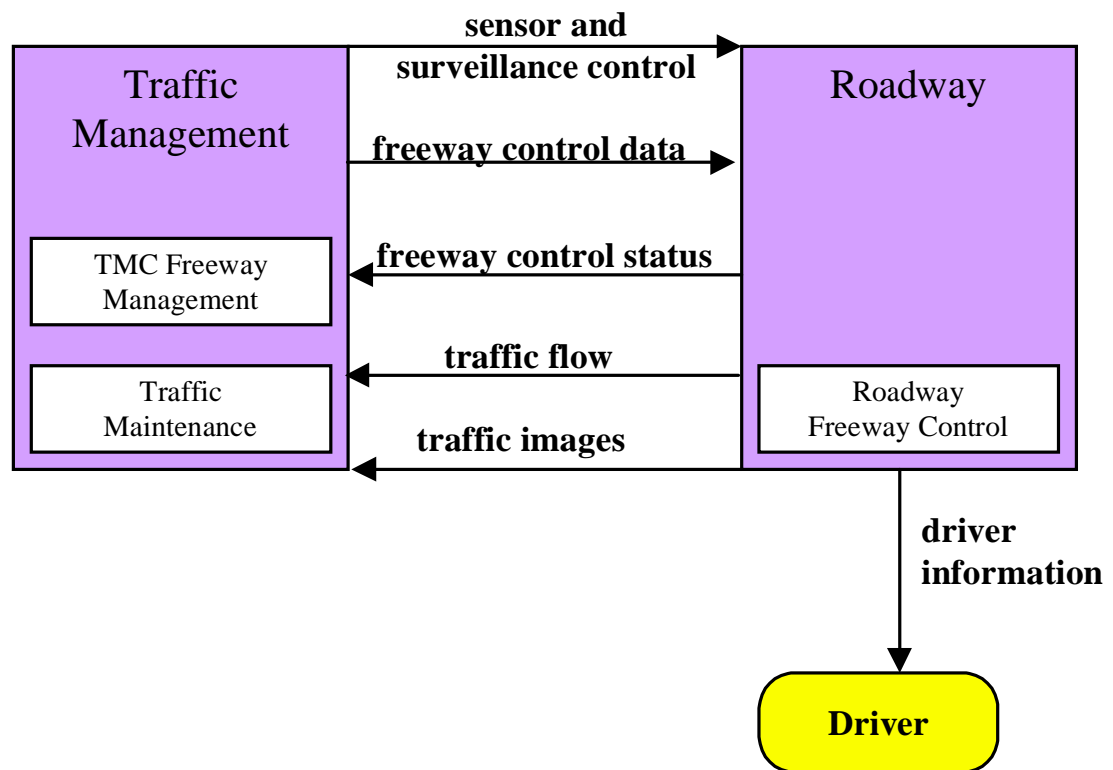 sensor and
surveillance control
Traffic
Management
Roadway
freeway control data
freeway control status
TMC Freeway
Management
traffic flow
Traffic
Maintenance
Roadway
Freeway Control
traffic images
driver
information
Driver